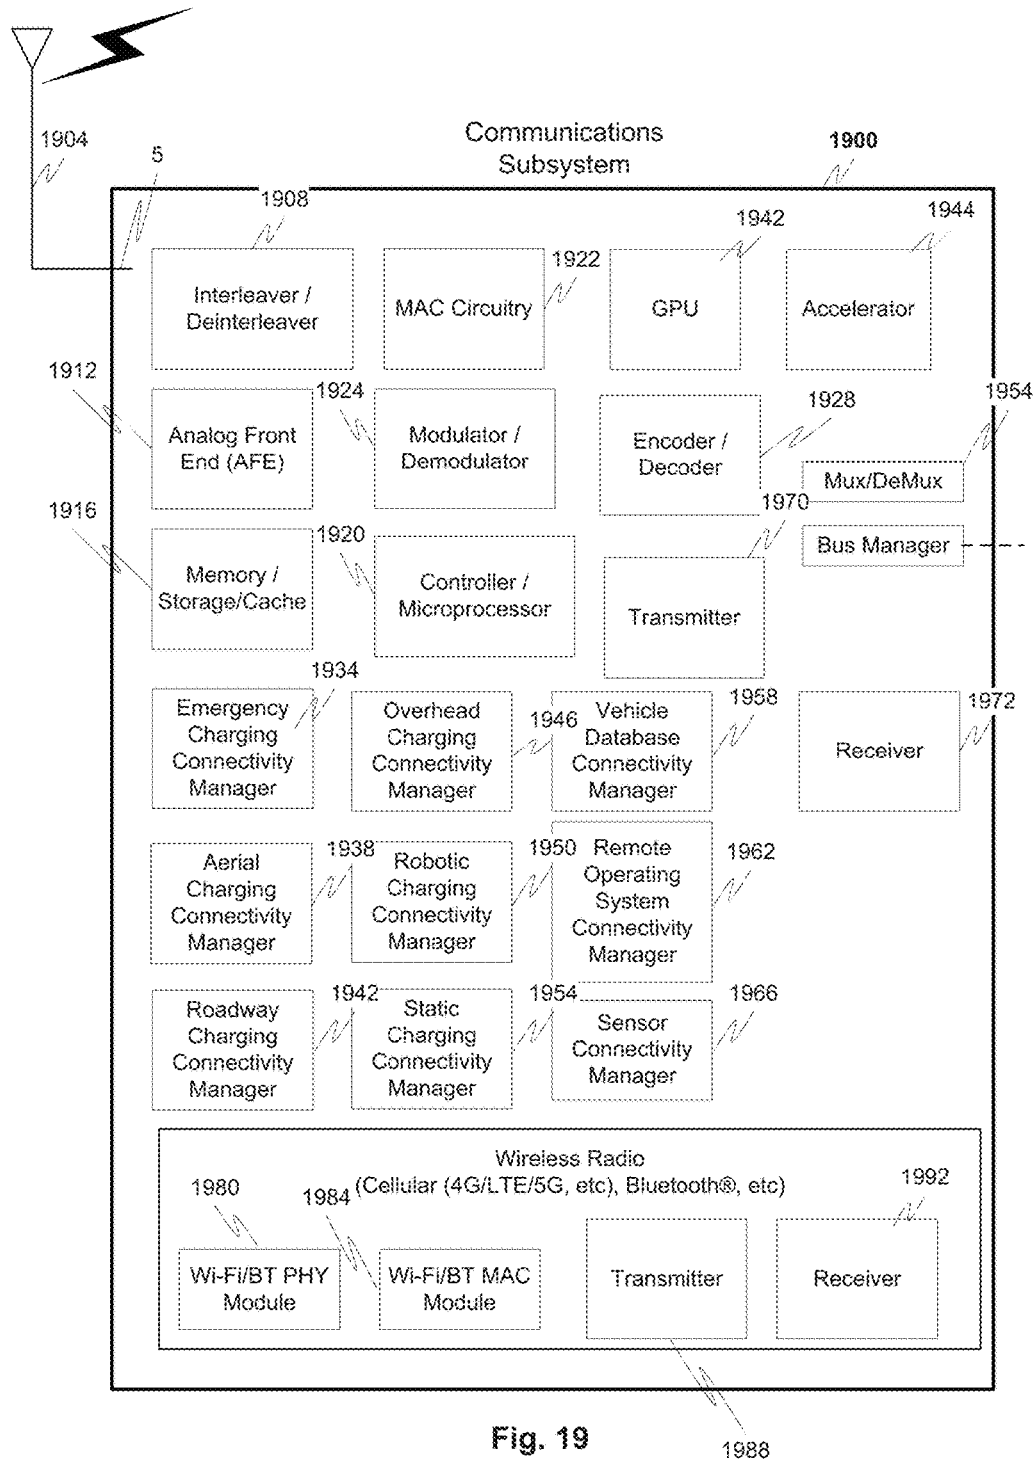 1904
5
Communications
Subsystem
1900
1908
1922
1942
1944
Interleaver /
Deinterleaver
MAC Circuitry
GPU
Accelerator
1912
1924
1928
1954
Analog Front
End (AFE)
Modulator /
Demodulator
Encoder /
Decoder
Mux/DeMux
1916
1920
1970
Bus Manager
Memory /
Storage/Cache
Controller /
Microprocessor
Transmitter
1934
1946
1958
1972
Emergency
Charging
Connectivity
Manager
Overhead
Charging
Connectivity
Manager
Vehicle
Database
Connectivity
Manager
Receiver
1938
1950
1962
Aerial
Charging
Connectivity
Manager
Robotic
Charging
Connectivity
Manager
Remote
Operating
System
Connectivity
Manager
1942
1954
1966
Roadway
Charging
Connectivity
Manager
Static
Charging
Connectivity
Manager
Sensor
Connectivity
Manager
Wireless Radio
(Cellular (4G/LTE/5G, etc), Bluetooth®, etc)
1980
1984
1992
Wi-Fi/BT PHY
Module
Wi-Fi/BT MAC
Module
Transmitter
Receiver
1988
Fig. 19